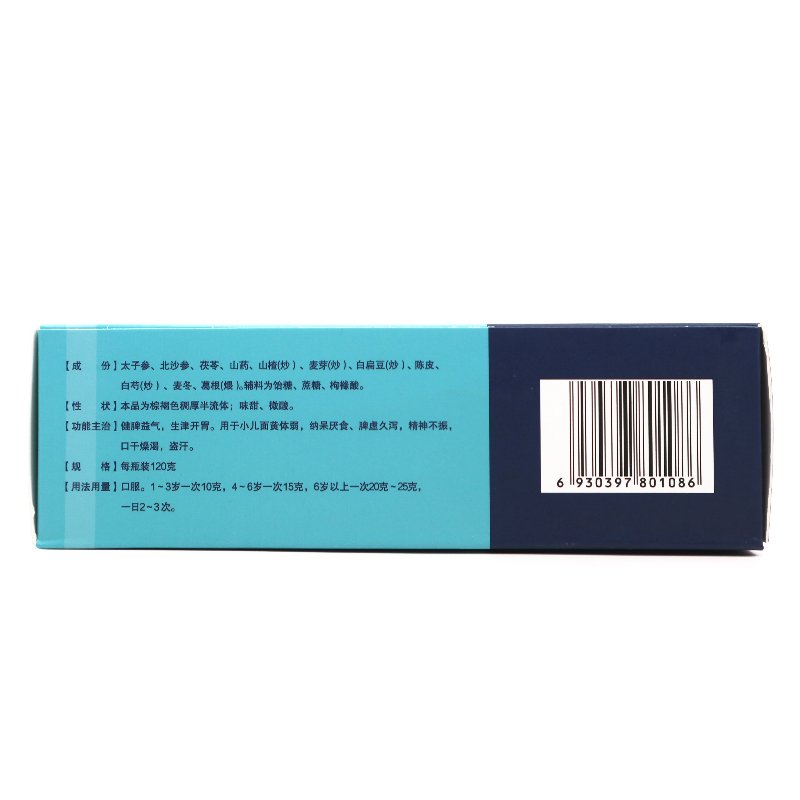 【成 份】太子参、北沙参、茯苓、山药、山楂(炒)、麦芽(炒)、白扁豆(炒)、陈皮、
白芍(炒)、麦冬、葛根(煨)。辅料为饴糖、蔗糖、枸橼酸。
【性 状】本品为棕褐色稠厚半流体；味甜、微酸。
【功能主治】健脾益气，生津开胃。用于小儿面黄体弱，纳呆厌食、脾虚久泻，精神不振，
口干燥渴，盗汗。
【规 格】每瓶装120克
【用法用量】口服。1~3岁一次10克，4~6岁一次15克，6岁以上一次20克~25克，
一日2~3次。
6 930397 801086